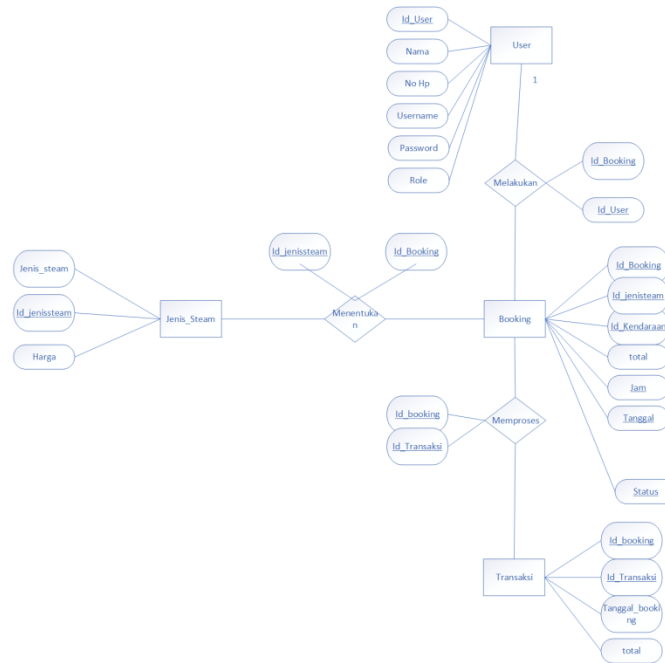 Id_User
User
Nama
1
No Hp
Username
Password
Role
Melakukan
Id_Booking
Id_User
Id_jenissteam
Id_Booking
Jenis_steam
Id_jenissteam
Harga
Jenis_Steam
Menentuka
n
Booking
Id_Booking
Id_jenisteam
Id_Kendaraan
total
Jam
Tanggal
Status
Id_booking
Id_Transaksi
Memproses
Transaksi
Id_booking
Id_Transaksi
Tanggal_booki
ng
total